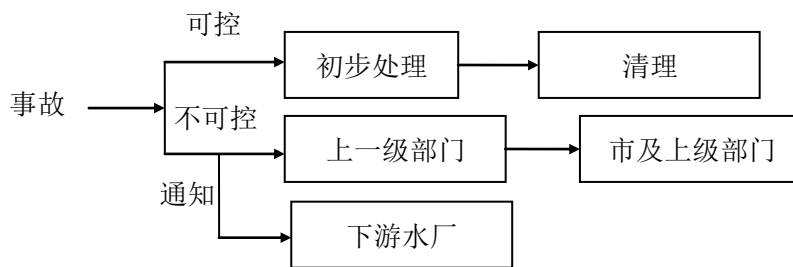 可控
初步处理
清理
事故
不可控
上一级部门
市及上级部门
通知
下游水厂